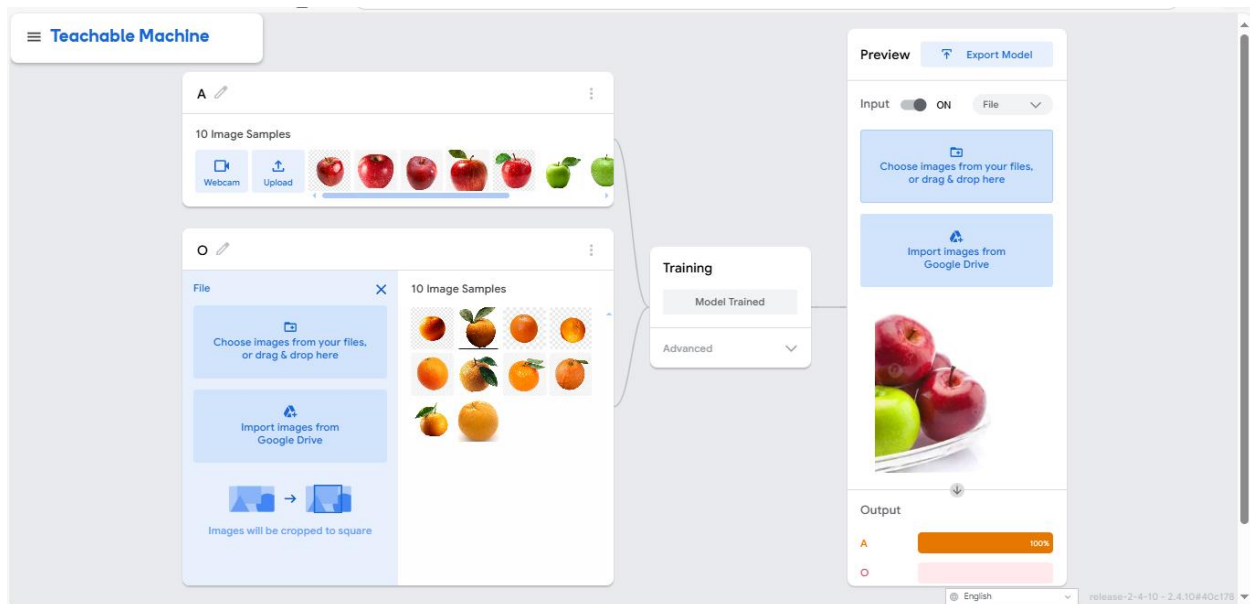 Teachable Machine
A
10 Image Samples
Webcam
Upload
O
File
Choose images from your files,
or drag & drop here
Import images from
Google Drive
Images will be cropped to square
10 Image Samples
Training
Model Trained
Advanced
Preview
Export Model
Input
ON
File
Choose images from your files,
or drag & drop here
Import images from
Google Drive
Output
A
100%
O
English
release-2-4-10 - 2.4.10#40c178